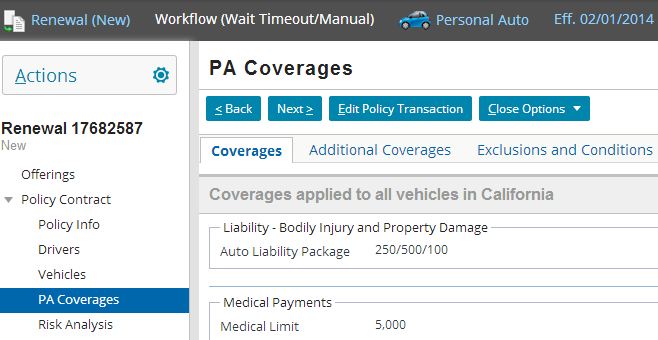 Renewal (New) Workflow (Wait Timeout/Manual) Personal Auto Eff. 02/01/2014
Actions
Renewal 17682587
New
Offerings
Policy Contract
Policy Info
Drivers
Vehicles
PA Coverages
Risk Analysis
PA Coverages
< Back Next > Edit Policy Transaction Close Options
Coverages Additional Coverages Exclusions and Conditions
Coverages applied to all vehicles in California
Liability - Bodily Injury and Property Damage
Auto Liability Package 250/500/100
Medical Payments
Medical Limit 5,000